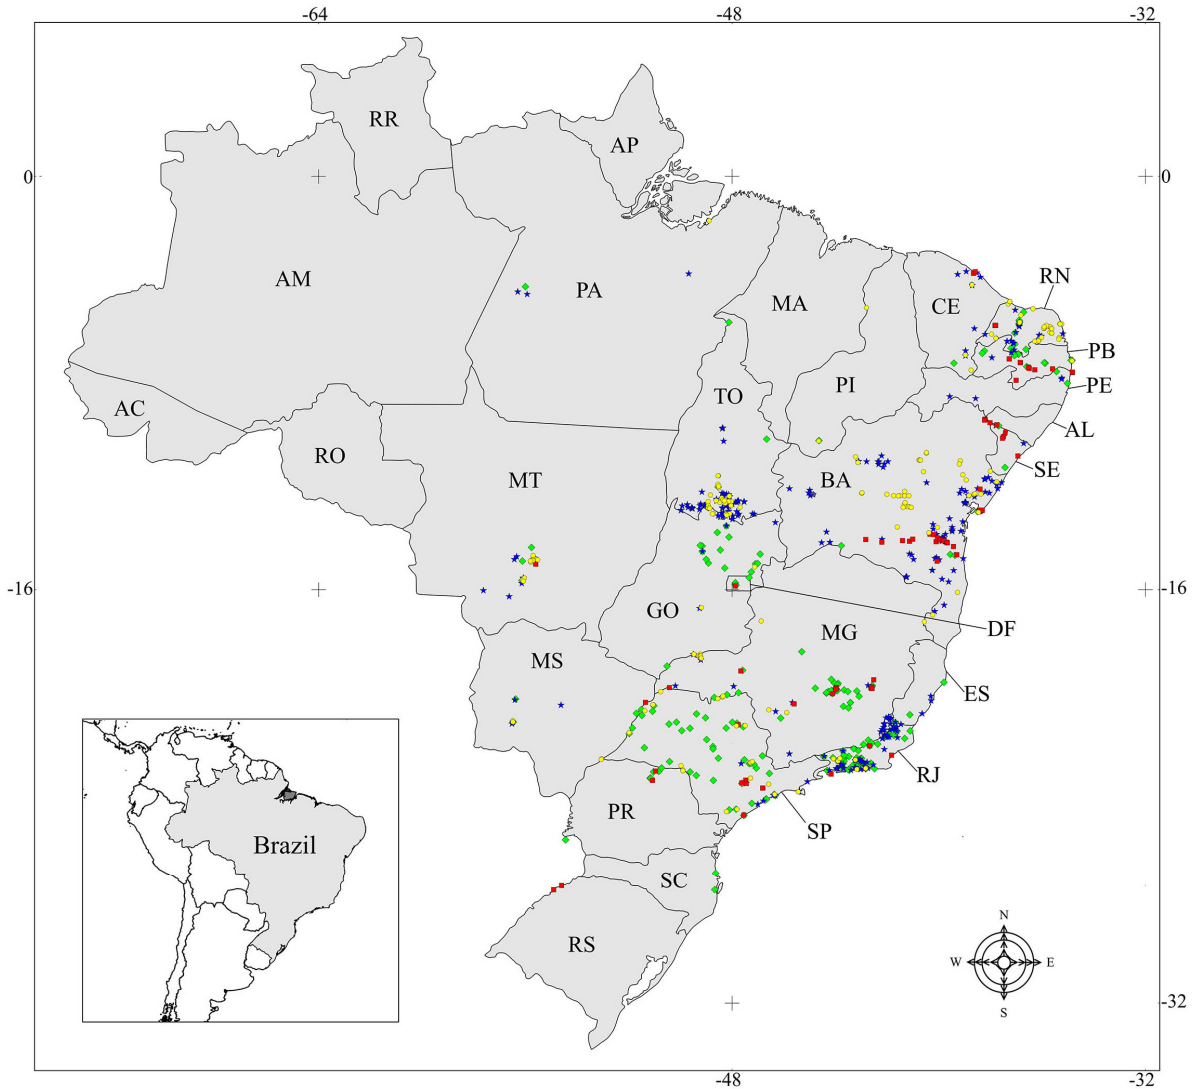 -64 -48 -32
RR
AP
0 0
AM
PA
MA
CE
RN
PB
PE
AL
SE
PI
TO
AC
RO
MT
BA
-16 -16
GO
DF
MG
MS
ES
RJ
SP
PR
SC
RS
Brazil
N
W E
S
-32
-48 -32